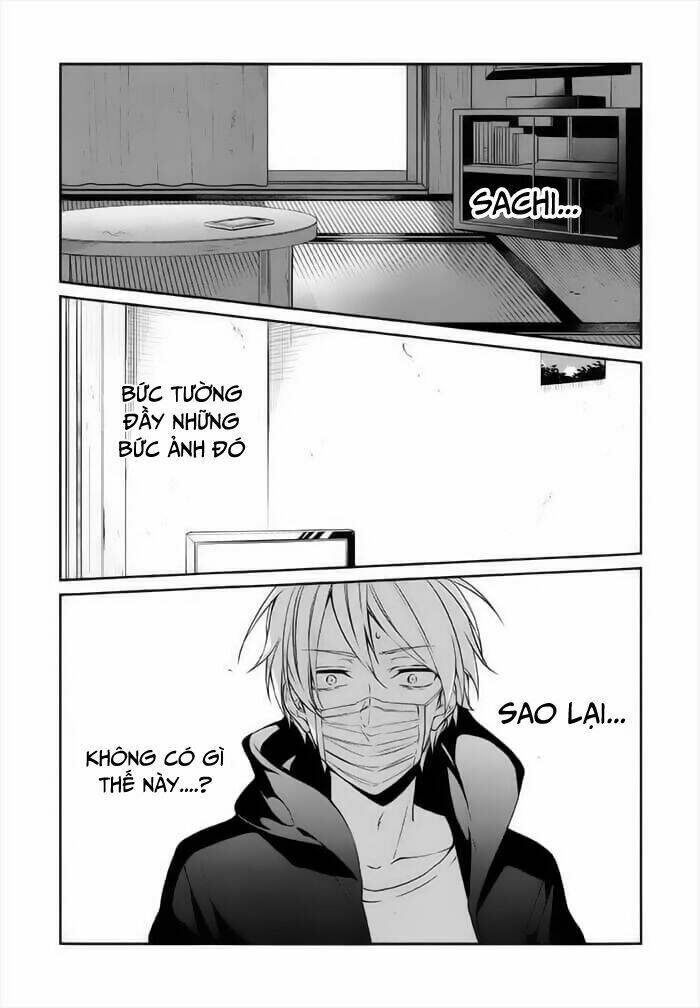 SACHI...
BỨC TƯỜNG
ĐẦY NHỮNG
BỨC ẢNH ĐÓ
SAO LẠI...
KHÔNG CÓ GÌ
THẾ NÀY....?